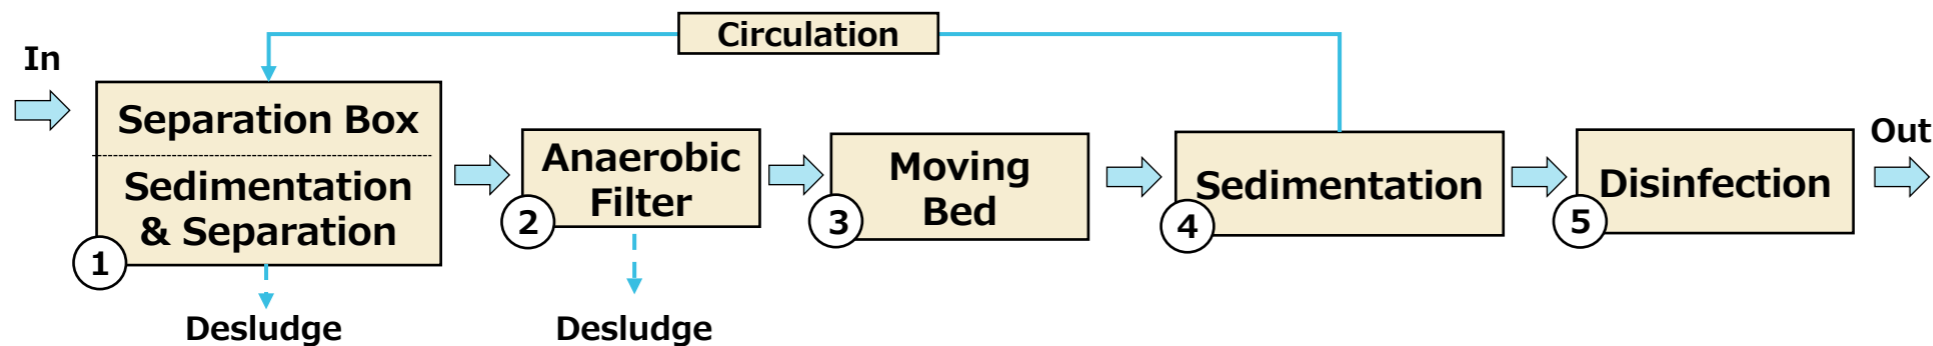 Circulation
In
Separation Box
Sedimentation
& Separation
1
Desludge
Anaerobic
Filter
2
Desludge
Moving
Bed
3
Sedimentation
4
Disinfection
5
Out